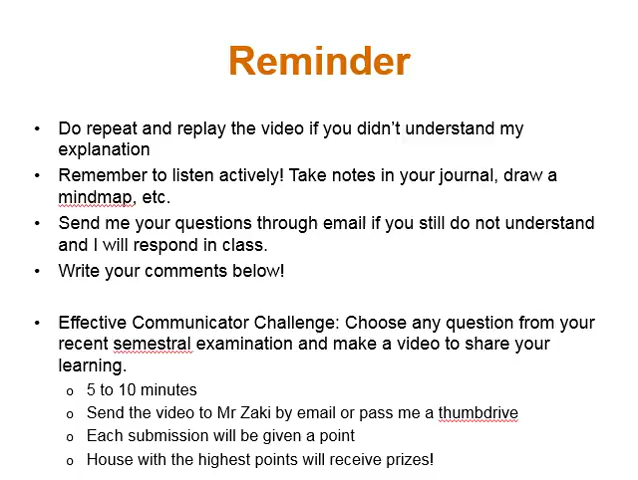 Reminder
• Do repeat and replay the video if you didn’t understand my
explanation
• Remember to listen actively! Take notes in your journal, draw a
mindmap, etc.
• Send me your questions through email if you still do not understand
and I will respond in class.
• Write your comments below!
• Effective Communicator Challenge: Choose any question from your
recent semestral examination and make a video to share your
learning.
o 5 to 10 minutes
o Send the video to Mr Zaki by email or pass me a thumbdrive
o Each submission will be given a point
o House with the highest points will receive prizes!